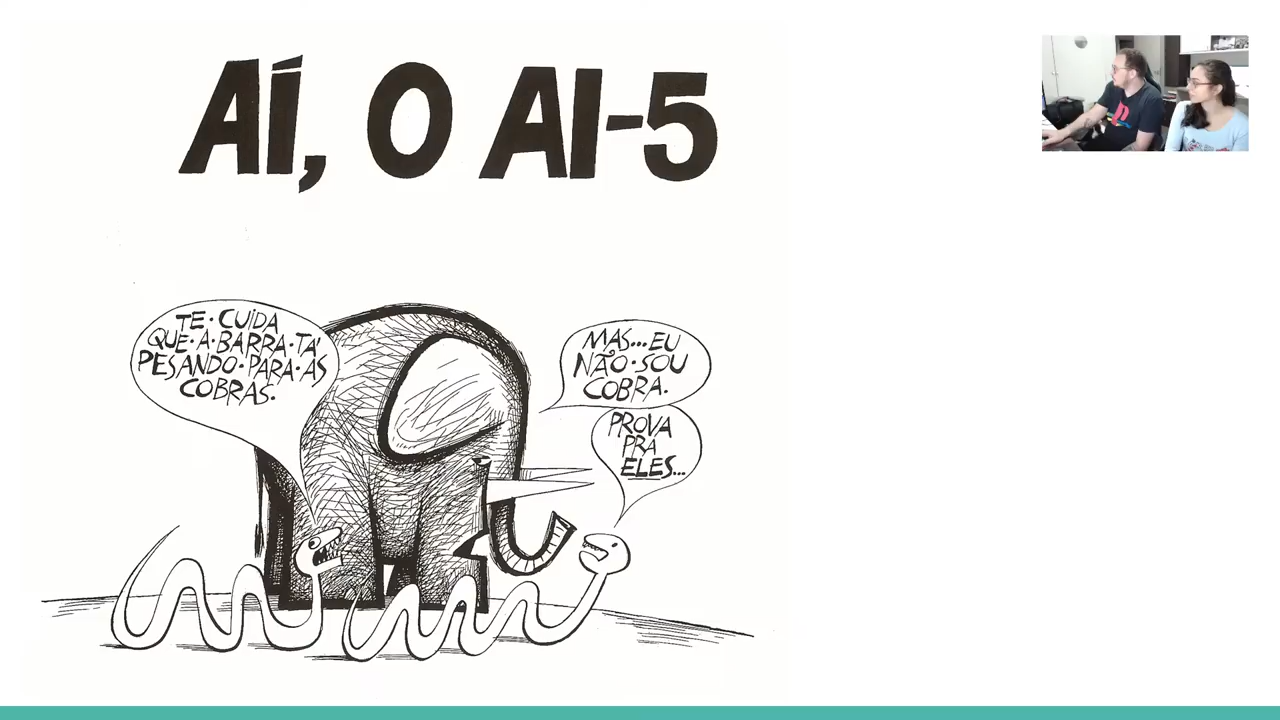 AÍ, O AI-5
TE·CUIDA
QUE·A·BARRA·TA'
PESANDO·PARA·AS
COBRAS.
MAS...EU
NÃO·SOU
COBRA.
PROVA
PRA
ELES...